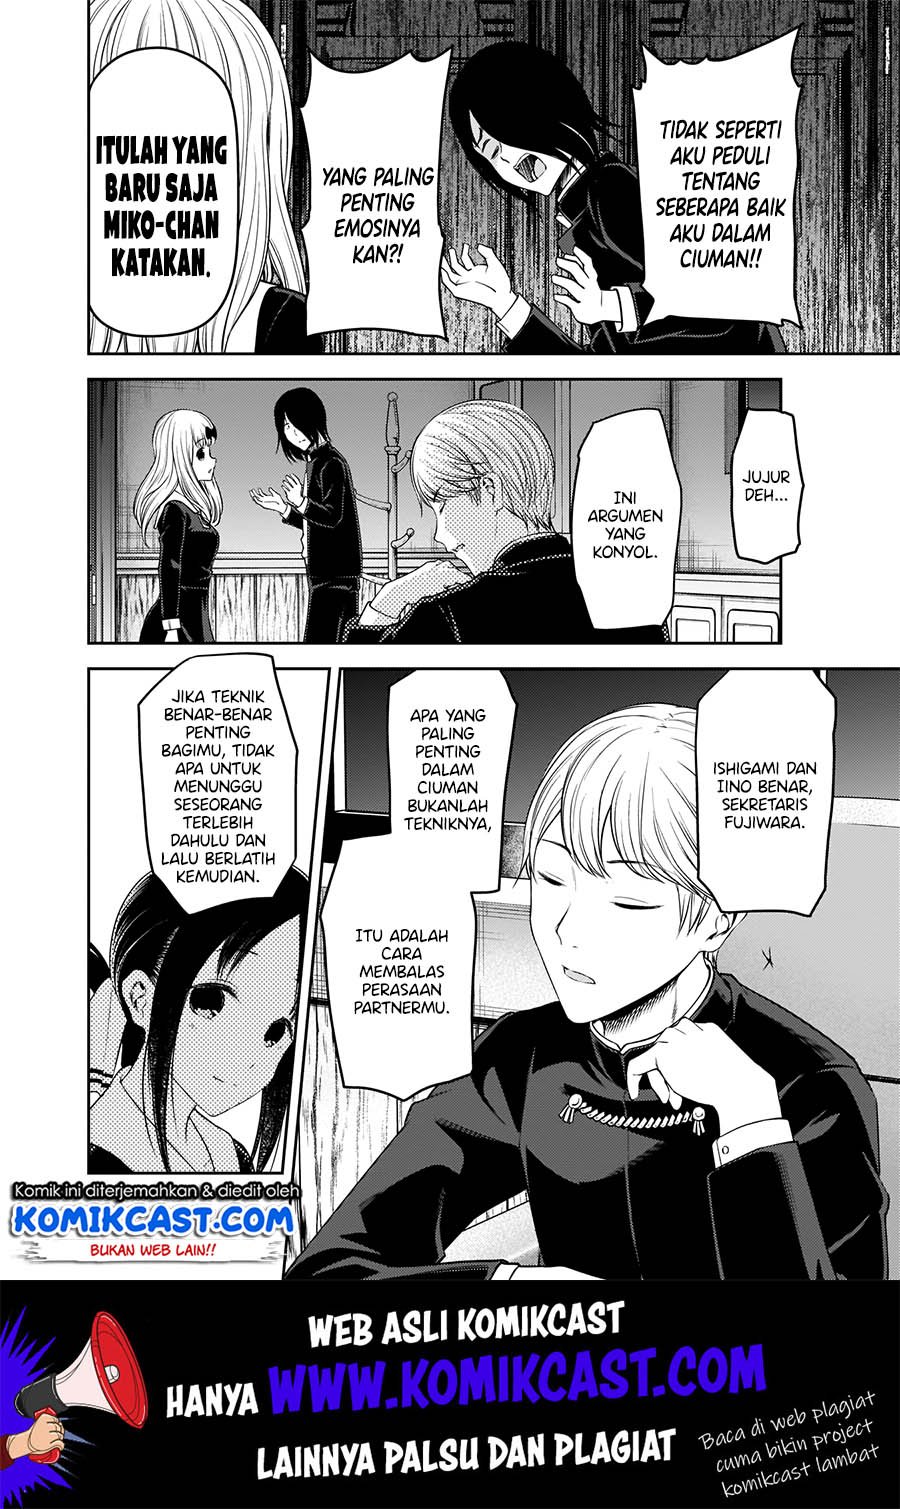 TIDAK SEPERTI
AKU PEDULI
TENTANG
SEBERAPA BAIK
AKU DALAM
CIUMAN!!
YANG PALING
PENTING
EMOSINYA
KAN?!
ITULAH YANG
BARU SAJA
MIKO-CHAN
KATAKAN.
JUJUR
DEH...
INI
ARGUMEN
YANG
KONYOL.
ISHIGAMI DAN
IINO BENAR,
SEKRETARIS
FUJIWARA.
APA YANG
PALING
PENTING
DALAM
CIUMAN
BUKANLAH
TEKNIKNYA,
ITU ADALAH
CARA
MEMBALAS
PERASAAN
PARTNERMU.
JIKA TEKNIK
BENAR-BENAR
PENTING
BAGIMU, TIDAK
APA UNTUK
MENUNGGU
SESEORANG
TERLEBIH
DAHULU DAN
LALU BERLATIH
KEMUDIAN.
Komik ini diterjemahkan & diedit oleh
KOMIKCAST.COM
BUKAN WEB LAIN!!
WEB ASLI KOMIKCAST
HANYA WWW.KOMIKCAST.COM
LAINNYA PALSU DAN PLAGIAT
Baca di web plagiat
cuma bikin project
komikcast lambat